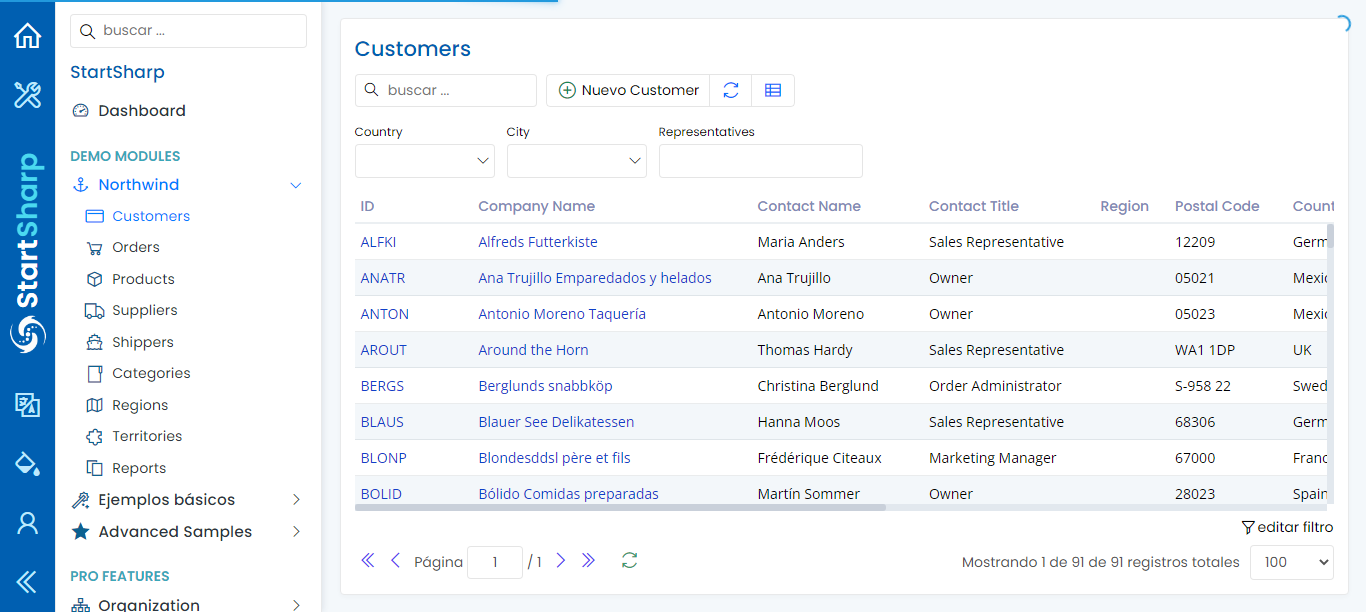 StartSharp
buscar ...
StartSharp
Dashboard
DEMO MODULES
Northwind
Customers
Orders
Products
Suppliers
Shippers
Categories
Regions
Territories
Reports
Ejemplos básicos
Advanced Samples
PRO FEATURES
Organization
Customers
buscar ...
Nuevo Customer
Country City Representatives
ID Company Name Contact Name Contact Title Region Postal Code Count
ALFKI Alfreds Futterkiste Maria Anders Sales Representative 12209 Germ
ANATR Ana Trujillo Emparedados y helados Ana Trujillo Owner 05021 Mexic
ANTON Antonio Moreno Taquería Antonio Moreno Owner 05023 Mexic
AROUT Around the Horn Thomas Hardy Sales Representative WA1 1DP UK
BERGS Berglunds snabbköp Christina Berglund Order Administrator S-958 22 Swed
BLAUS Blauer See Delikatessen Hanna Moos Sales Representative 68306 Germ
BLONP Blondesddsl père et fils Frédérique Citeaux Marketing Manager 67000 Franc
BOLID Bólido Comidas preparadas Martín Sommer Owner 28023 Spain
editar filtro
Página 1 / 1
Mostrando 1 de 91 de 91 registros totales 100